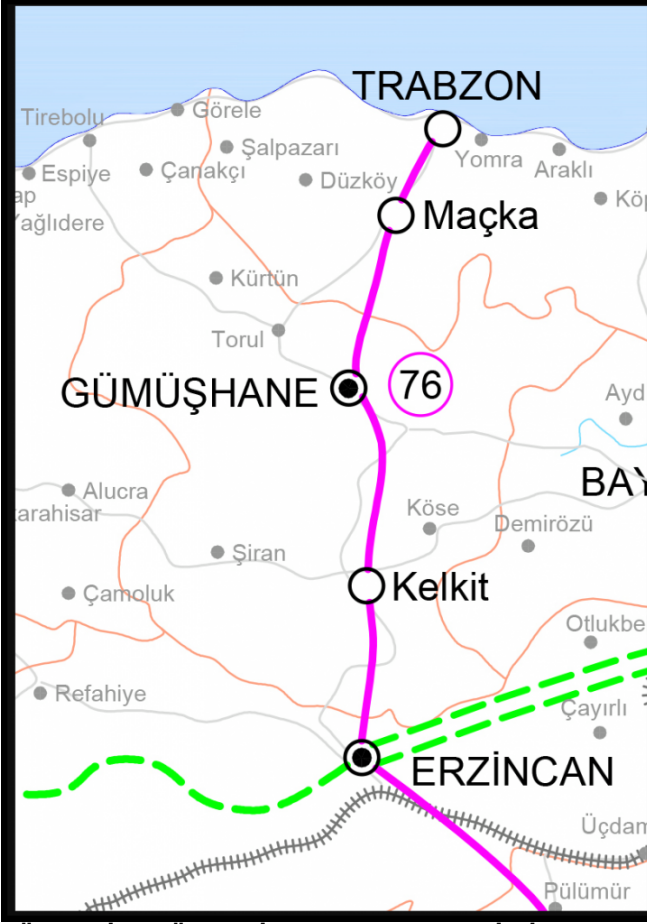 TRABZON
Görele
Tirebolu
Şalpazarı
Yomra
Araklı
Espiye
Çanakçı
Düzköy
Yağlıdere
Maçka
Kürtün
Torul
GÜMÜŞHANE
76
Alucra
Köse
Demirözü
Şiran
Kelkit
Çamoluk
Refahiye
Çayırlı
ERZİNCAN
Pülümür